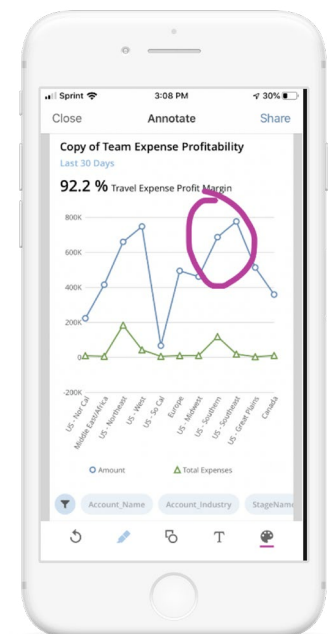 Sprint 3:08 PM 30%
Close Annotate Share
Copy of Team Expense Profitability
Last 30 Days
92.2 % Travel Expense Profit Margin
800K
600K
400K
200K
0
-200K
US - Nor Cal
Middle East/Africa
US - Northeast
US - West
US - So Cal
Europe
US - Midwest
US - Southern
US - Southeast
US - Great Plains
Canada
Amount Total Expenses
Account_Name Account_Industry StageName
T